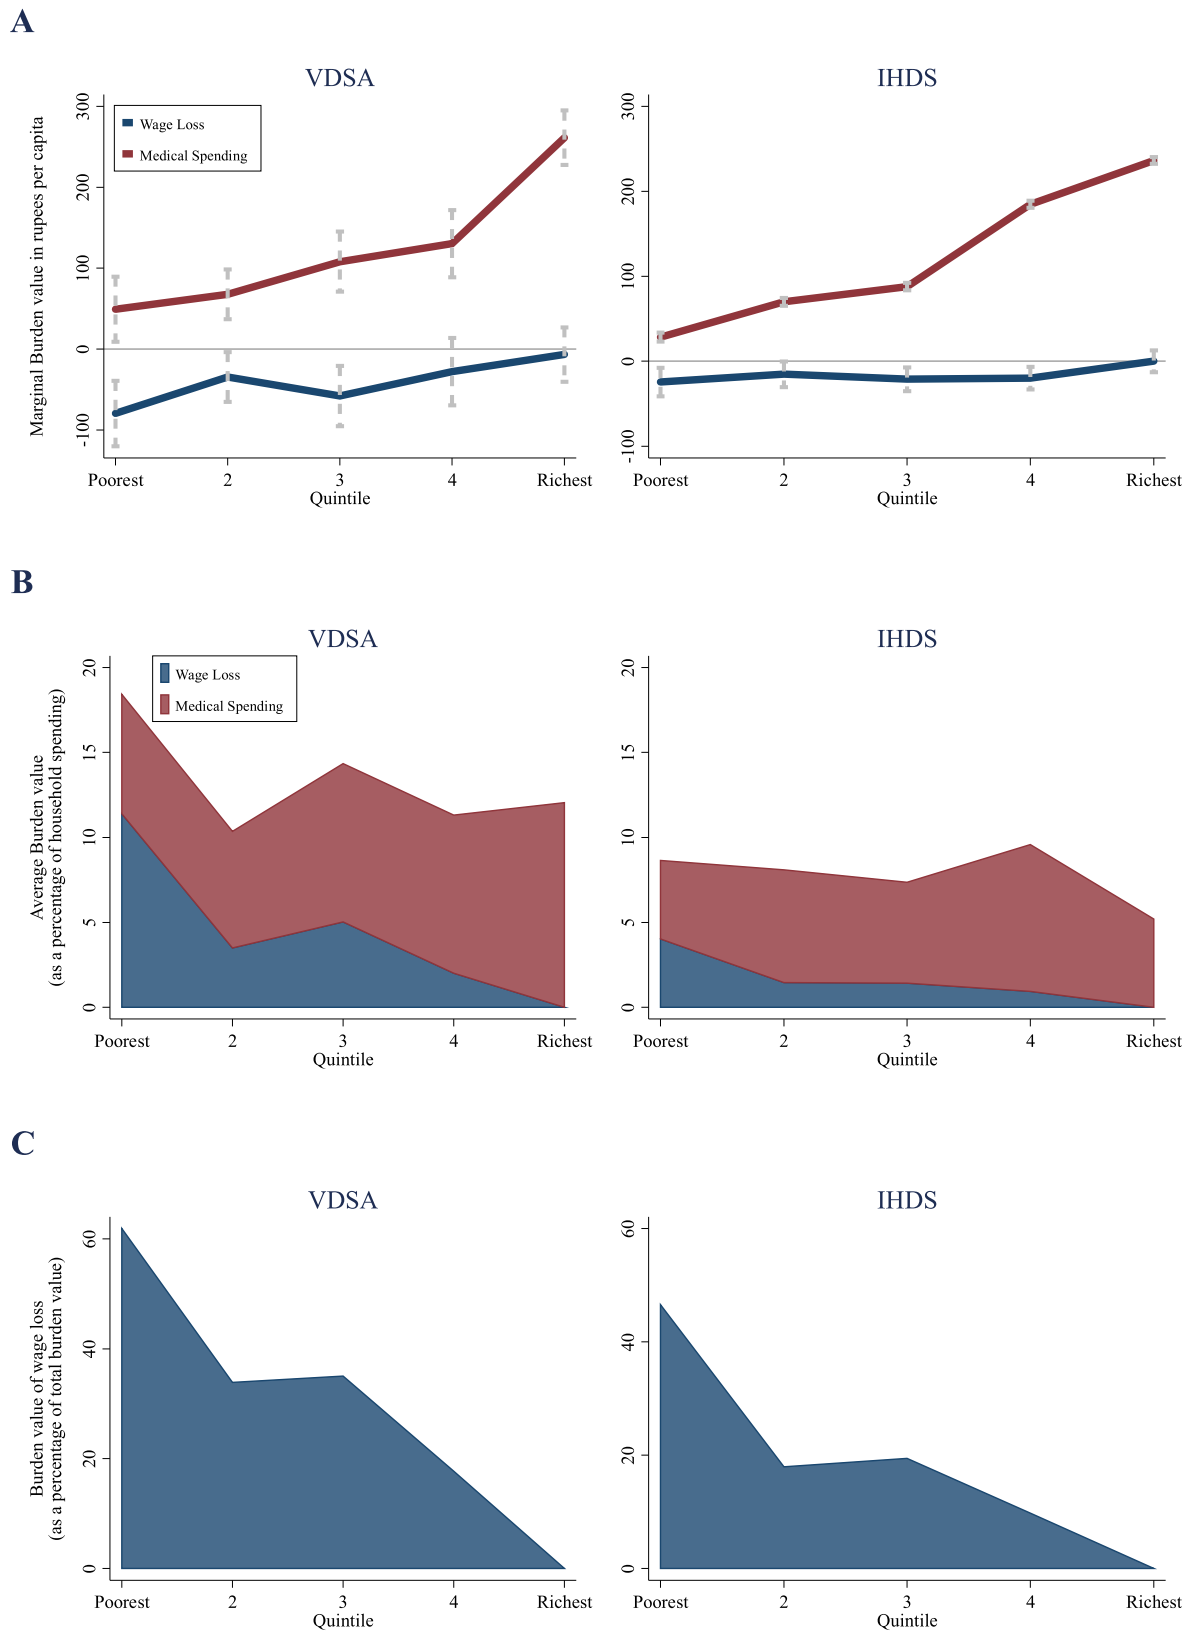 A
VDSA
IHDS
Marginal Burden value in rupees per capita
300
200
100
0
-100
Wage Loss
Medical Spending
Poorest 2 3 4 Richest
Quintile
300
200
100
0
-100
Poorest 2 3 4 Richest
Quintile
B
VDSA
IHDS
Average Burden value
(as a percentage of household spending)
20
15
10
5
0
Wage Loss
Medical Spending
Poorest 2 3 4 Richest
Quintile
20
15
10
5
0
Poorest 2 3 4 Richest
Quintile
C
VDSA
IHDS
Burden value of wage loss
(as a percentage of total burden value)
60
40
20
0
Poorest 2 3 4 Richest
Quintile
60
40
20
0
Poorest 2 3 4 Richest
Quintile